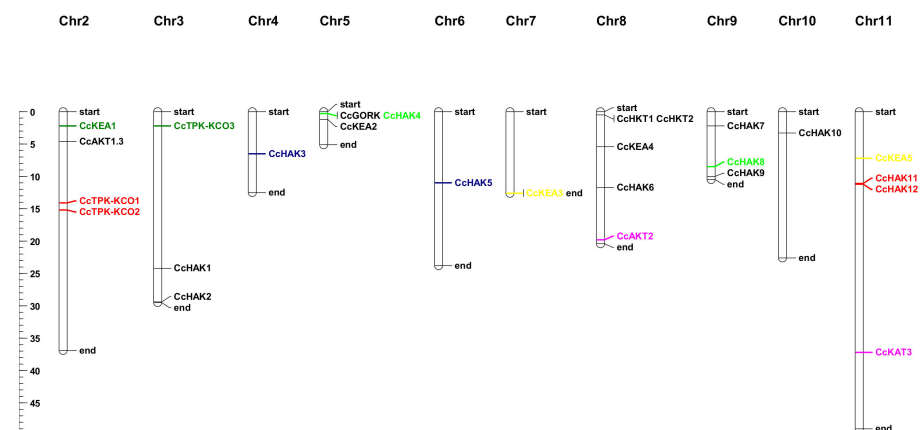 Chr2 Chr3 Chr4 Chr5 Chr6 Chr7 Chr8 Chr9 Chr10 Chr11
0
5
10
15
20
25
30
35
40
45
start
CcKEA1
CcAKT1.3
CcTPK-KCO1
CcTPK-KCO2
end
start
CcTPK-KCO3
CcHAK1
CcHAK2
end
start
CcHAK3
end
start
CcGORK CcHAK4
CcKEA2
end
start
CcHAK5
end
start
CcKEA3 end
start
CcHKT1 CcHKT2
CcKEA4
CcHAK6
CcAKT2
end
start
CcHAK7
CcHAK8
CcHAK9
end
start
CcHAK10
end
start
CcKEA5
CcHAK11
CcHAK12
CcKAT3
end